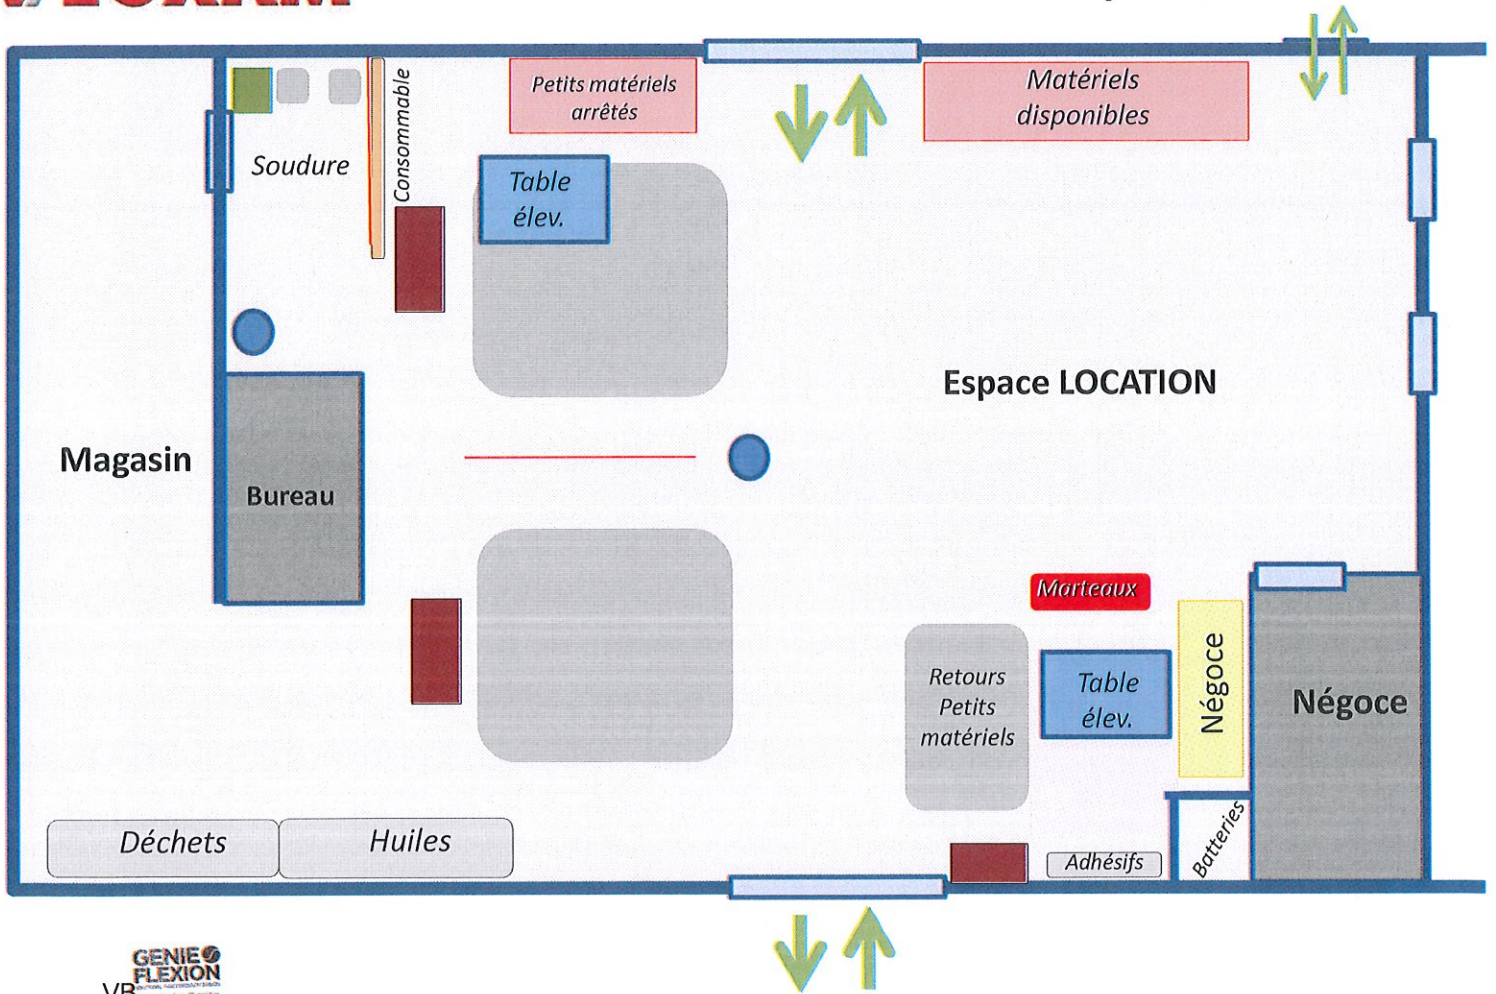 Petits matériels
arrêtés
Matériels
disponibles
Consommable
Soudure
Table
élev.
Espace LOCATION
Magasin
Bureau
Marteaux
Retours
Petits
matériels
Table
élev.
Négoce
Négoce
Déchets
Huiles
Adhésifs
Batteries
GENIE
FLEXION
VB